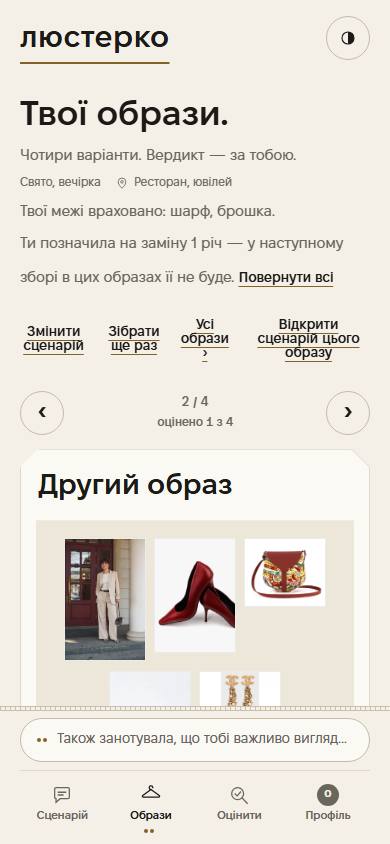 люстерко
Твої образи.
Чотири варіанти. Вердикт — за тобою.
Свято, вечірка Ресторан, ювілей
Твої межі враховано: шарф, брошка.
Ти позначила на заміну 1 річ — у наступному
зборі в цих образах її не буде. Повернути всі
Змінити
сценарій
Зібрати
ще раз
Усі
образи
›
Відкрити
сценарій цього
образу
‹
2 / 4
оцінено 1 з 4
›
Другий образ
Також занотувала, що тобі важливо вигляд...
Сценарій
Образи
Оцінити
О
Профіль